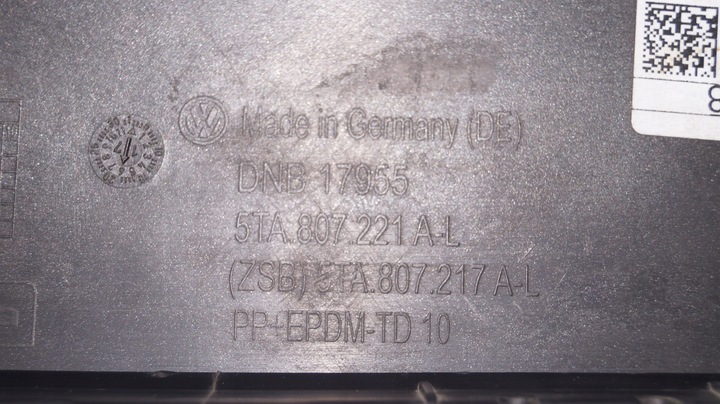 Made in Germany (DE)
DNB 17955
5TA.807.221 A-L
(ZSB) 5TA.807.217 A-L
PP+EPDM-TD 10